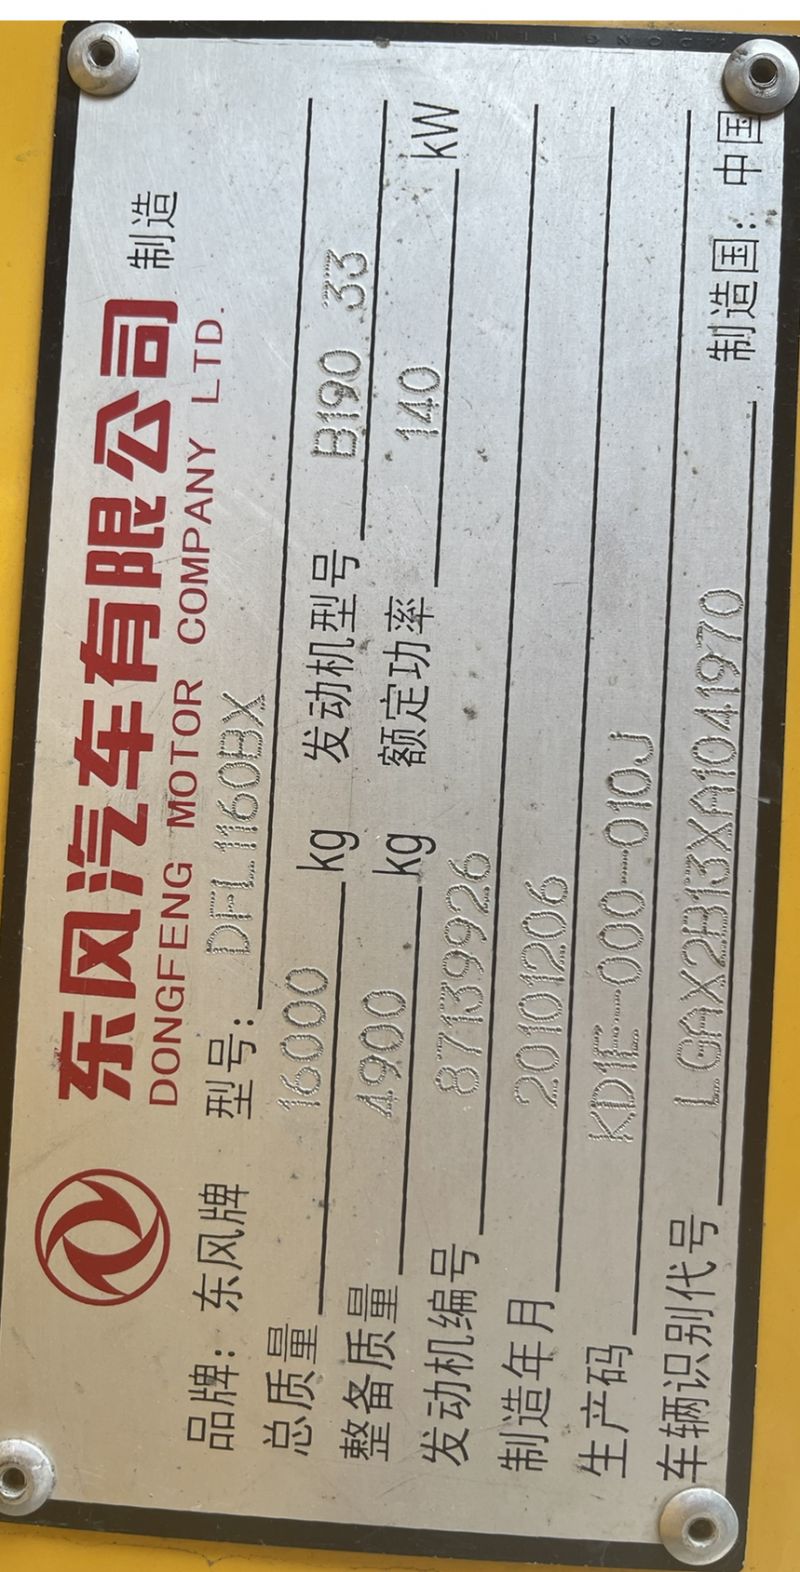 东风汽车有限公司 制造
DONGFENG MOTOR COMPANY LTD.
品牌：东风牌 型号：DFL1160BX
总质量 16000 kg 发动机型号 B190 33
整备质量 4900 kg 额定功率 140 kW
发动机编号 87139926
制造年月 20101206
生产码 KD1E-000-010J
车辆识别代号 LGAX2B13XA1041970 制造国：中国